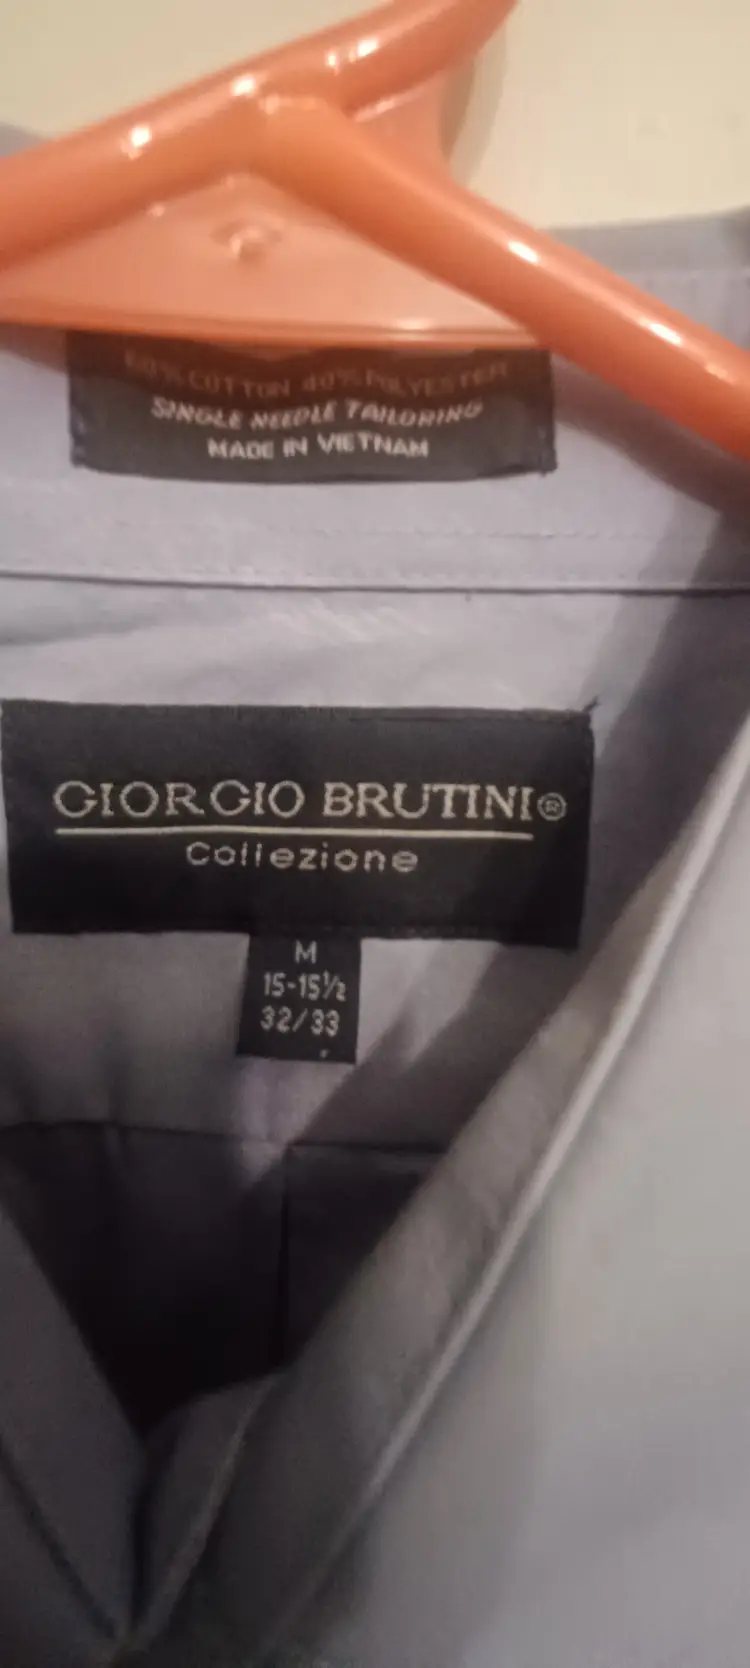 60% COTTON 40% POLYESTER
SINGLE NEEDLE TAILORING
MADE IN VIETNAM
GIORGIO BRUTINI®
Collezione
M
15-15½
32/33